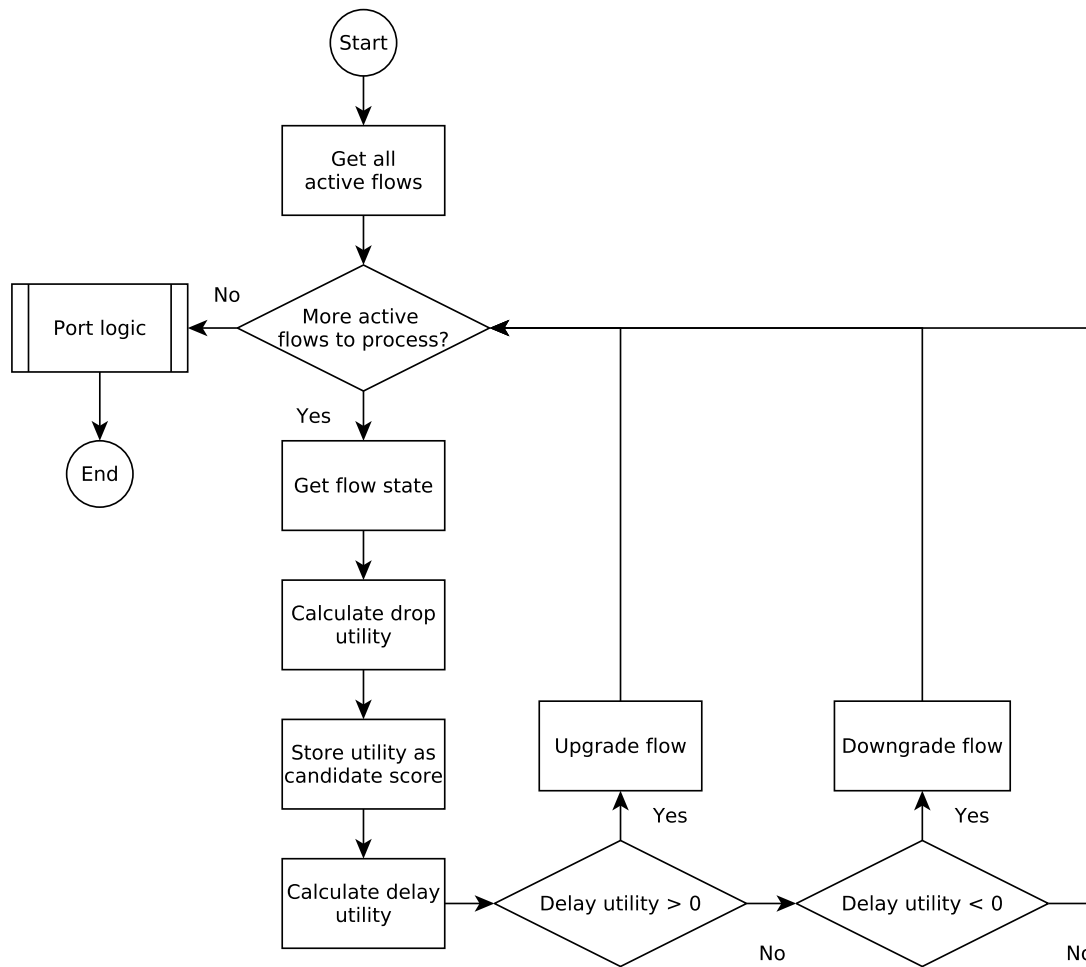 Start
Get all
active flows
No
More active
flows to process?
Port logic
Yes
End
Get flow state
Calculate drop
utility
Store utility as
candidate score
Upgrade flow
Downgrade flow
Yes
Yes
Calculate delay
utility
Delay utility > 0
Delay utility < 0
No
No